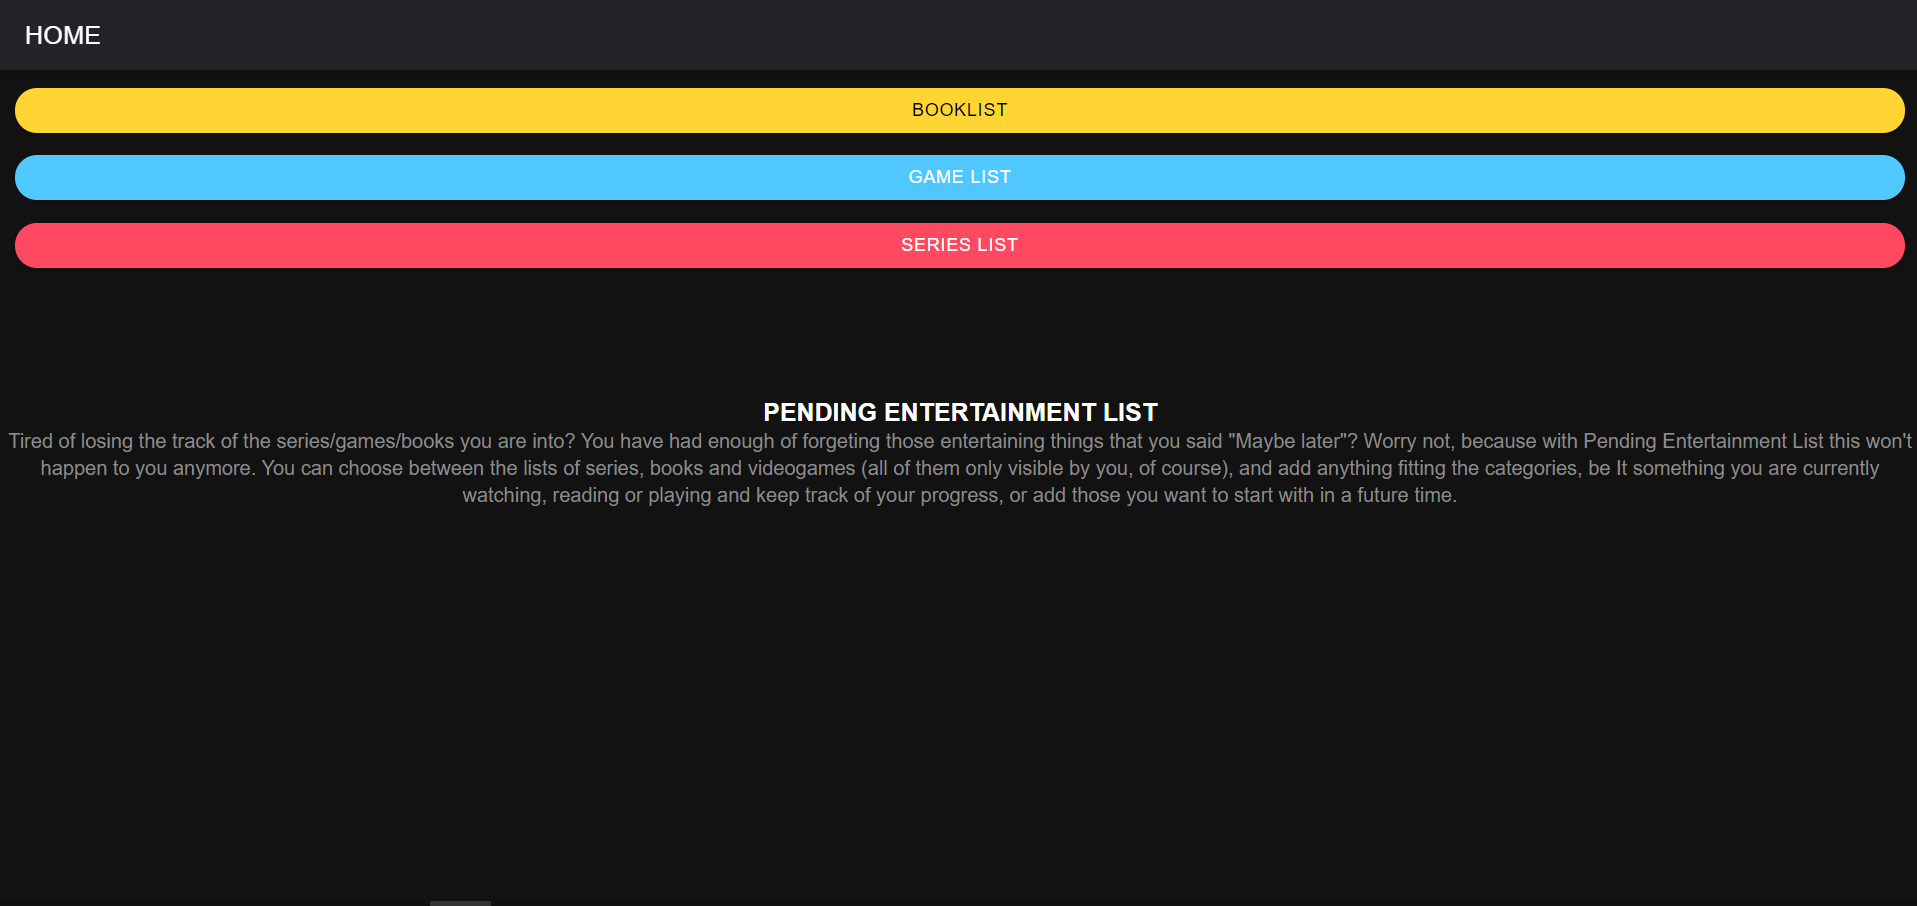 HOME
BOOKLIST
GAME LIST
SERIES LIST
PENDING ENTERTAINMENT LIST
Tired of losing the track of the series/games/books you are into? You have had enough of forgeting those entertaining things that you said "Maybe later"? Worry not, because with Pending Entertainment List this won't
happen to you anymore. You can choose between the lists of series, books and videogames (all of them only visible by you, of course), and add anything fitting the categories, be It something you are currently
watching, reading or playing and keep track of your progress, or add those you want to start with in a future time.